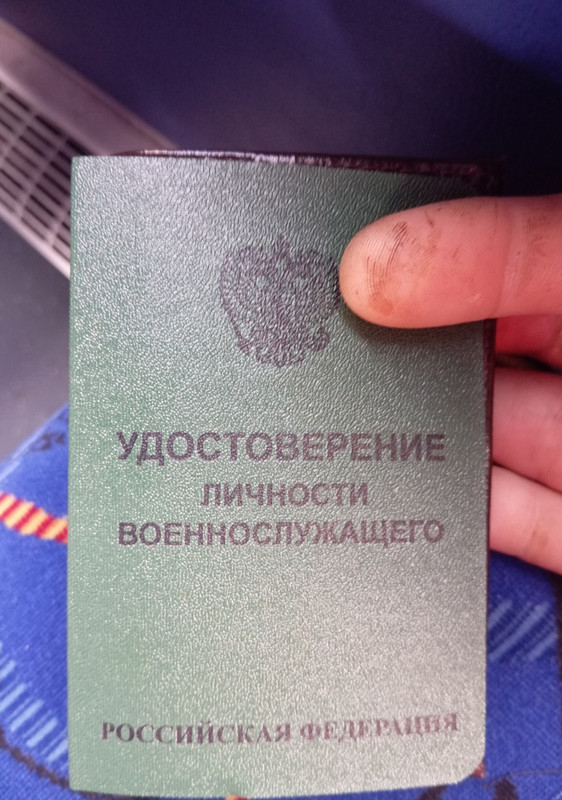 УДОСТОВЕРЕНИЕ
ЛИЧНОСТИ
ВОЕННОСЛУЖАЩЕГО
РОССИЙСКАЯ ФЕДЕРАЦИЯ